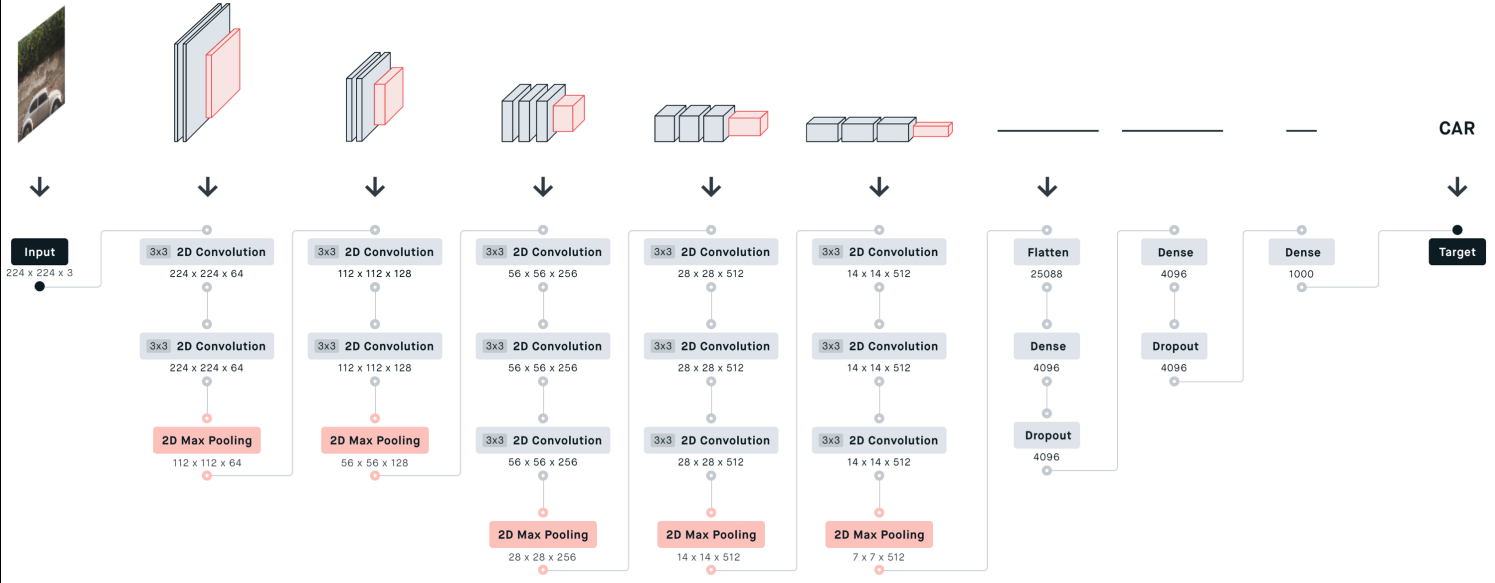 CAR
Input
224 x 224 x 3
3x3 2D Convolution
224 x 224 x 64
3x3 2D Convolution
224 x 224 x 64
2D Max Pooling
112 x 112 x 64
3x3 2D Convolution
112 x 112 x 128
3x3 2D Convolution
112 x 112 x 128
2D Max Pooling
56 x 56 x 128
3x3 2D Convolution
56 x 56 x 256
3x3 2D Convolution
56 x 56 x 256
3x3 2D Convolution
56 x 56 x 256
2D Max Pooling
28 x 28 x 256
3x3 2D Convolution
28 x 28 x 512
3x3 2D Convolution
28 x 28 x 512
3x3 2D Convolution
28 x 28 x 512
2D Max Pooling
14 x 14 x 512
3x3 2D Convolution
14 x 14 x 512
3x3 2D Convolution
14 x 14 x 512
3x3 2D Convolution
14 x 14 x 512
2D Max Pooling
7 x 7 x 512
Flatten
25088
Dense
4096
Dropout
4096
Dense
4096
Dropout
4096
Dense
1000
Target